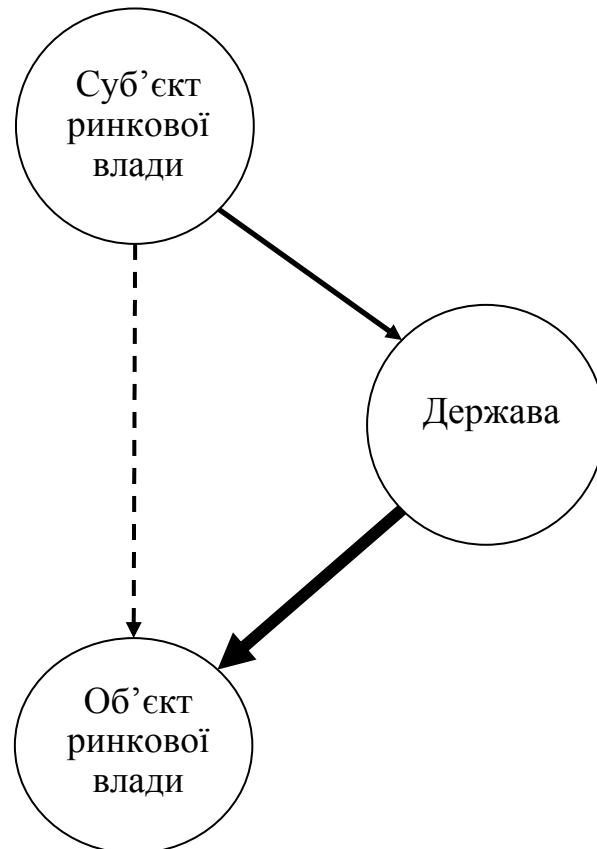 Суб’єкт
ринкової
влади
Держава
Об’єкт
ринкової
влади